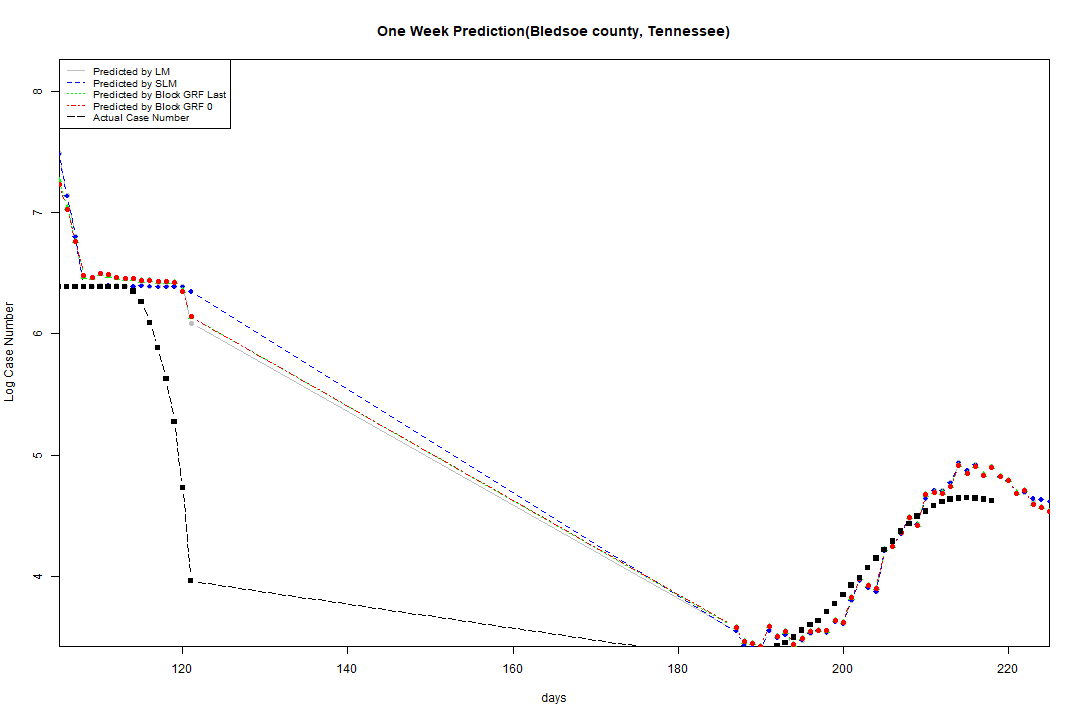 One Week Prediction(Bledsoe county, Tennessee)
Predicted by LM
Predicted by SLM
Predicted by Block GRF Last
Predicted by Block GRF 0
Actual Case Number
8
7
6
5
4
Log Case Number
120 140 160 180 200 220
days